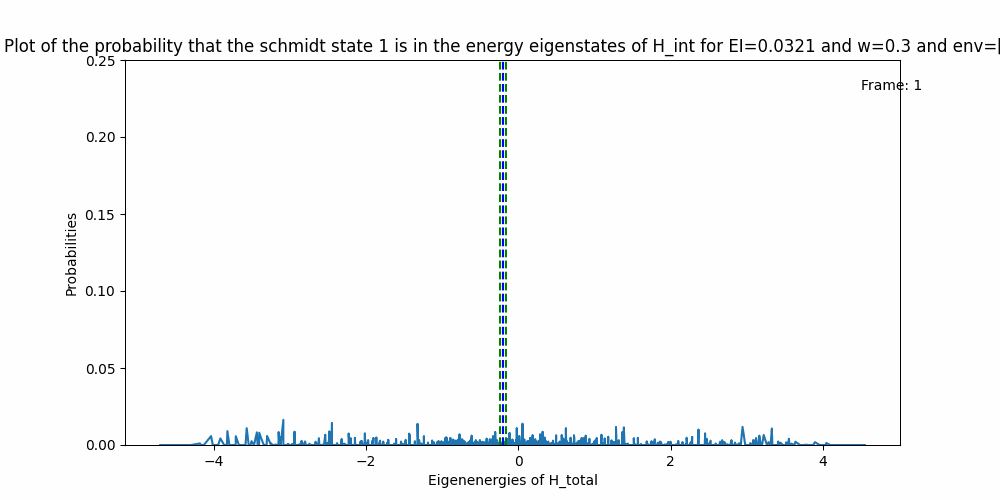 Plot of the probability that the schmidt state 1 is in the energy eigenstates of H_int for EI=0.0321 and w=0.3 and env=[
Frame: 1
0.25
0.20
0.15
0.10
0.05
0.00
Probabilities
−4
−2
0
2
4
Eigenenergies of H_total